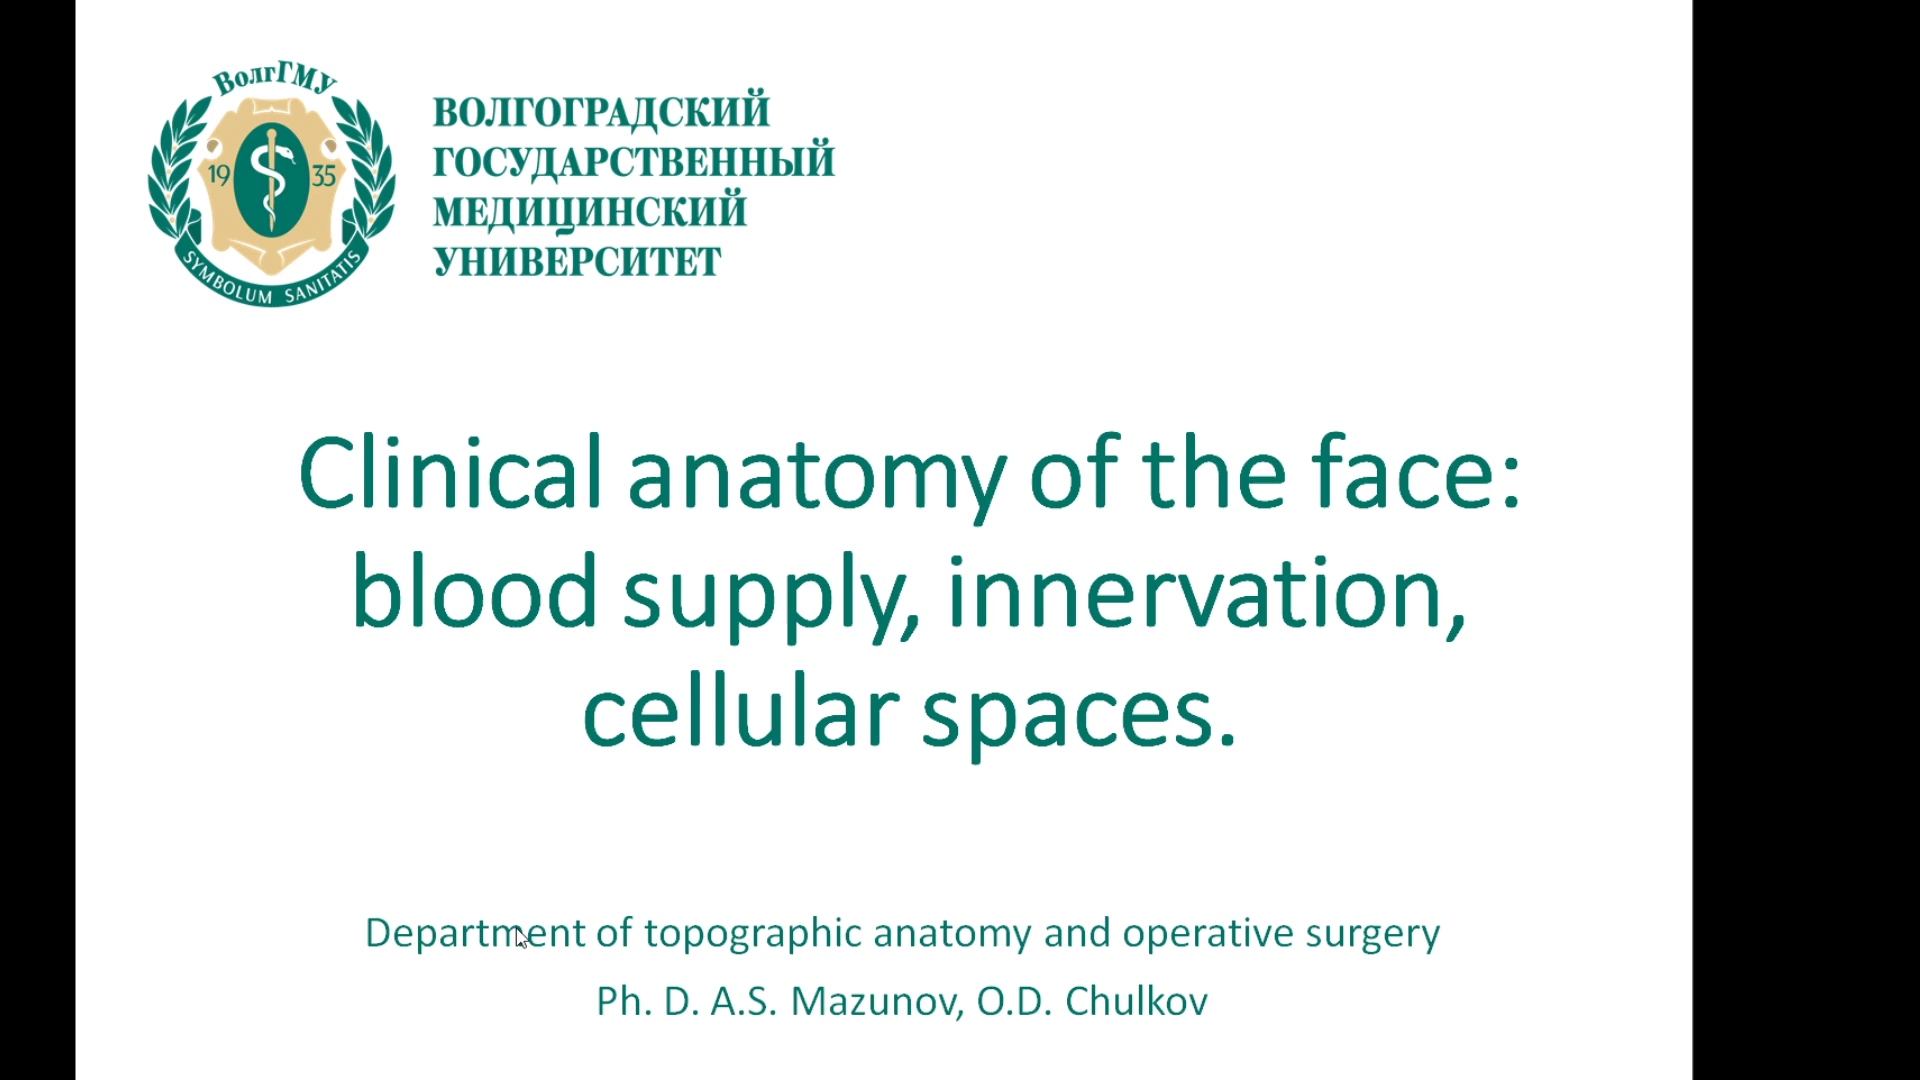 ВолгГМУ
19 35
SYMBOLUM SANITATIS
ВОЛГОГРАДСКИЙ
ГОСУДАРСТВЕННЫЙ
МЕДИЦИНСКИЙ
УНИВЕРСИТЕТ
Clinical anatomy of the face:
blood supply, innervation,
cellular spaces.
Department of topographic anatomy and operative surgery
Ph. D. A.S. Mazunov, O.D. Chulkov